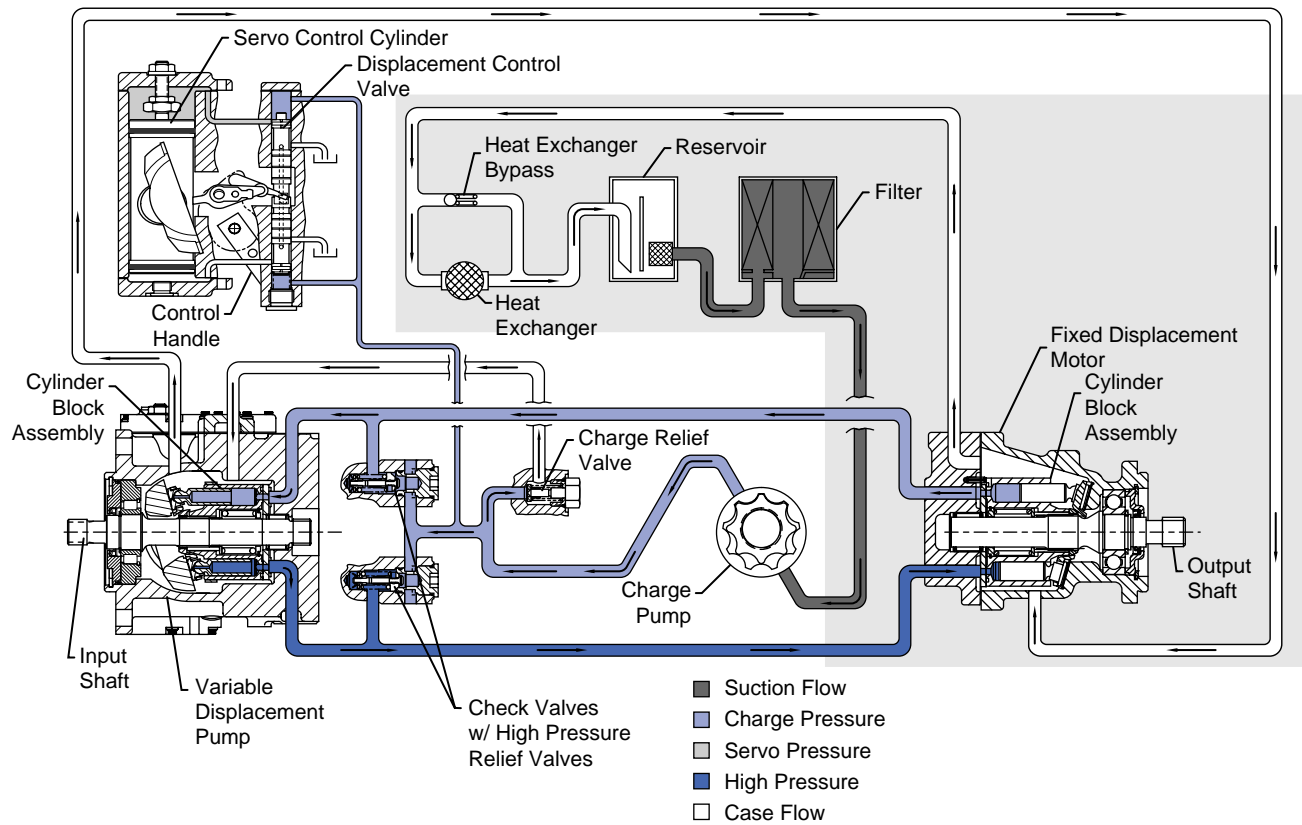 Servo Control Cylinder
Displacement Control
Valve
Heat Exchanger
Bypass
Reservoir
Filter
Control
Handle
Heat
Exchanger
Fixed Displacement
Motor
Cylinder
Block
Assembly
Cylinder
Block
Assembly
Charge Relief
Valve
Charge
Pump
Output
Shaft
Input
Shaft
Variable
Displacement
Pump
Check Valves
w/ High Pressure
Relief Valves
Suction Flow
Charge Pressure
Servo Pressure
High Pressure
Case Flow